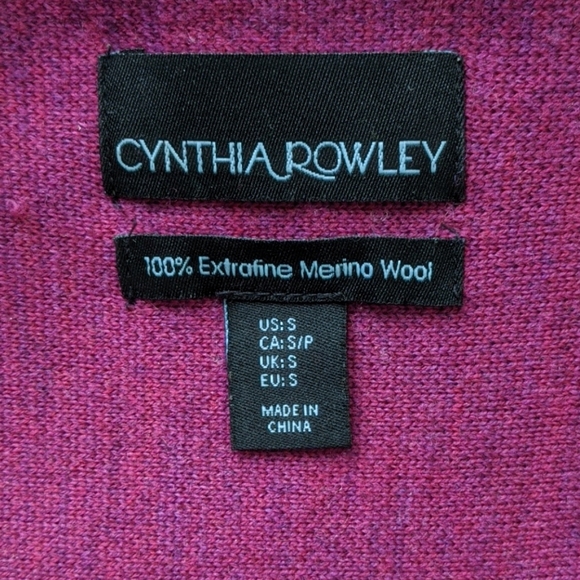 CYNTHIA ROWLEY
100% Extrafine Merino Wool
US: S
CA: S/P
UK: S
EU: S
MADE IN
CHINA